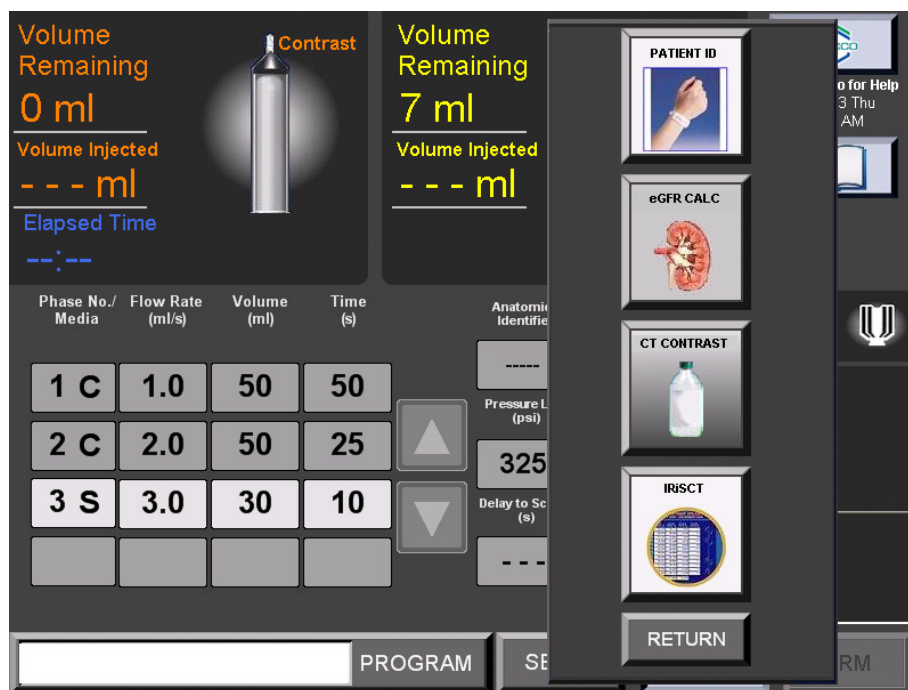 Volume
Remaining
Contrast
0 ml
Volume Injected
- - - ml
Elapsed Time
--:--
Volume
Remaining
7 ml
Volume Injected
- - - ml
PATIENT ID
eGFR CALC
CT CONTRAST
IRiSCT
RETURN
o for Help
3 Thu
AM
Phase No./ Flow Rate Volume Time
Media (ml/s) (ml) (s)
1 C 1.0 50 50
2 C 2.0 50 25
3 S 3.0 30 10
Pressure L
(psi)
325
Delay to Sc
(s)
- - -
-----
PROGRAM
SE
RM